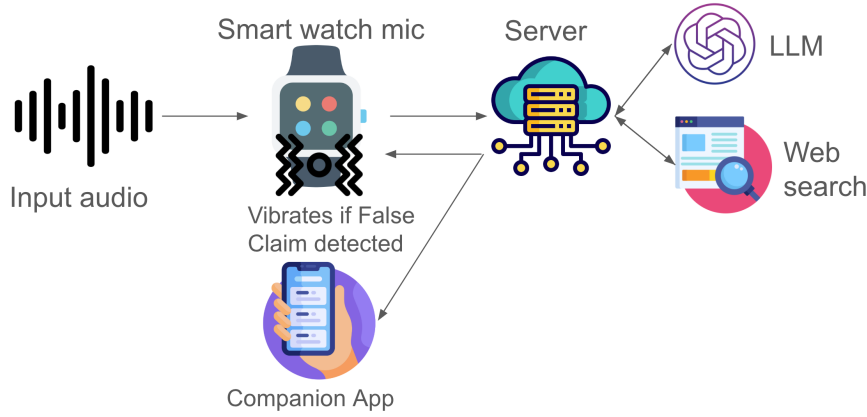 Smart watch mic
Server
LLM
Input audio
Web
search
Vibrates if False
Claim detected
Companion App